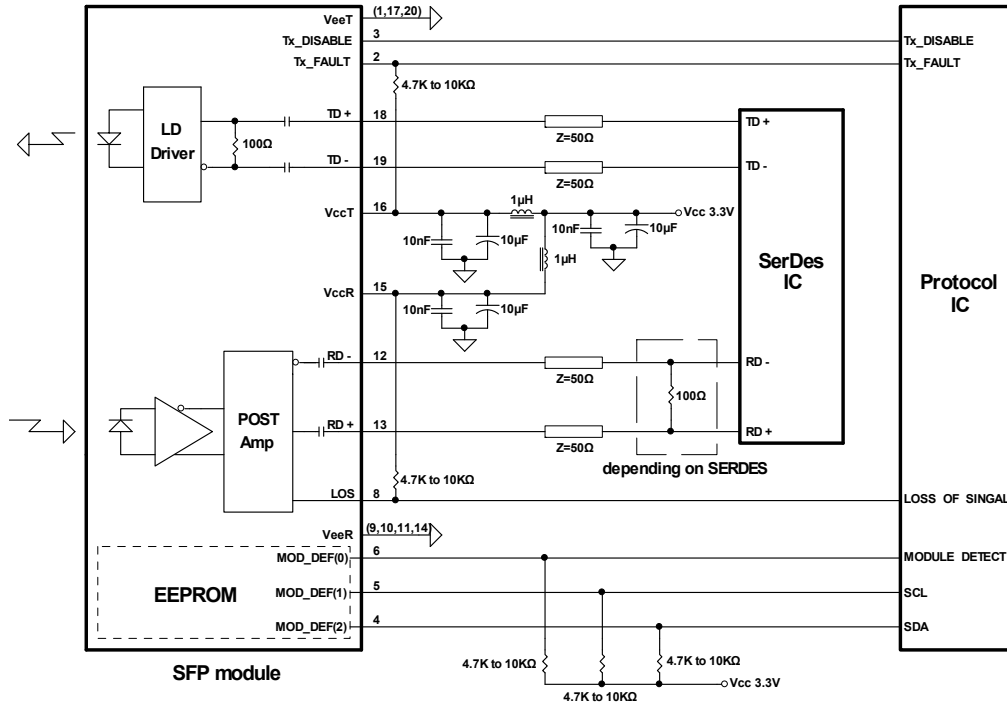 VeeT
(1,17,20)
Tx_DISABLE
3
Tx_DISABLE
Tx_FAULT
2
Tx_FAULT
4.7K to 10KΩ
LD
Driver
100Ω
TD +
18
Z=50Ω
TD +
TD -
19
Z=50Ω
TD -
VccT
16
1µH
Vcc 3.3V
10nF
10µF
10nF
10µF
1µH
SerDes
IC
Protocol
IC
VccR
15
10nF
10µF
POST
Amp
RD -
12
Z=50Ω
RD -
100Ω
RD +
13
Z=50Ω
RD +
depending on SERDES
4.7K to 10KΩ
LOS
8
LOSS OF SINGAL
VeeR
(9,10,11,14)
EEPROM
MOD_DEF(0)
6
MODULE DETECT
MOD_DEF(1)
5
SCL
MOD_DEF(2)
4
SDA
4.7K to 10KΩ
4.7K to 10KΩ
4.7K to 10KΩ
Vcc 3.3V
SFP module